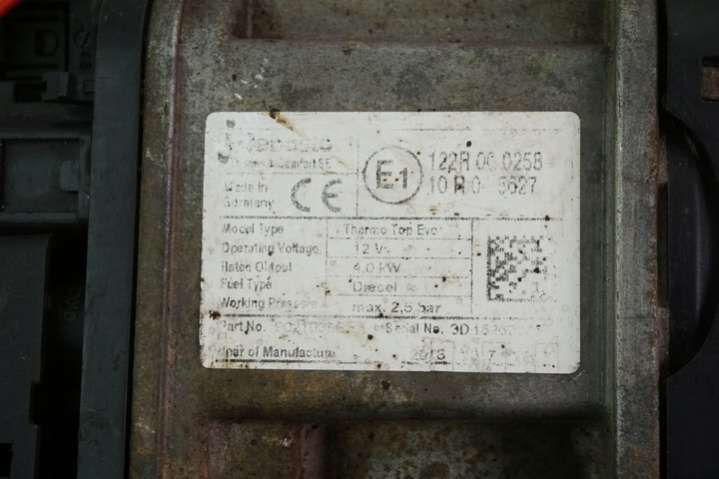 Made in
Germany
CE
E1
122R 00 0258
10 R 0
Model Type Thermo Top Evo
Operating Voltage 12 V
Rated Output 4.0 kW
Fuel Type Diesel
Working Pressure max. 2,5 bar
Part No. Serial No.
Year of Manufacture